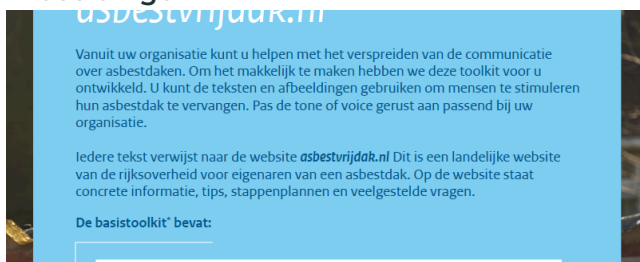 asbestvrijdak.nl
Vanuit uw organisatie kunt u helpen met het verspreiden van de communicatie
over asbestdaken. Om het makkelijk te maken hebben we deze toolkit voor u
ontwikkeld. U kunt de teksten en afbeeldingen gebruiken om mensen te stimuleren
hun asbestdak te vervangen. Pas de tone of voice gerust aan passend bij uw
organisatie.
Iedere tekst verwijst naar de website asbestvrijdak.nl Dit is een landelijke website
van de rijksoverheid voor eigenaren van een asbestdak. Op de website staat
concrete informatie, tips, stappenplannen en veelgestelde vragen.
De basistoolkit* bevat: